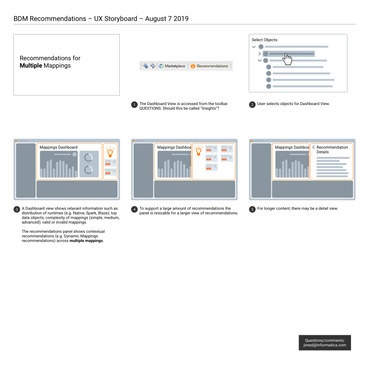 BDM Recommendations – UX Storyboard – August 7 2019
Recommendations for
Multiple Mappings
Marketplace
Recommendations
Select Objects:
1 The Dashboard View is accessed from the toolbar
QUESTIONS: Should this be called "Insights"?
2 User selects objects for Dashboard View.
Mappings Dashboard
Mappings Dashboa
Mappings Dashboa
Recommendation
Details
3 A Dashboard view shows relevant information such as
distribution of runtimes (e.g. Native, Spark, Blaze), top
data objects, complexity of mappings (simple, medium,
advanced), valid or invalid mappings.
The recommendations panel shows contextual
recommendations (e.g. Dynamic Mappings
recommendations) across multiple mappings.
4 To support a large amount of recommendations the
panel is resizable for a larger view of recommendations.
5 For longer content, there may be a detail view.
Questions/comments:
@informatica.com